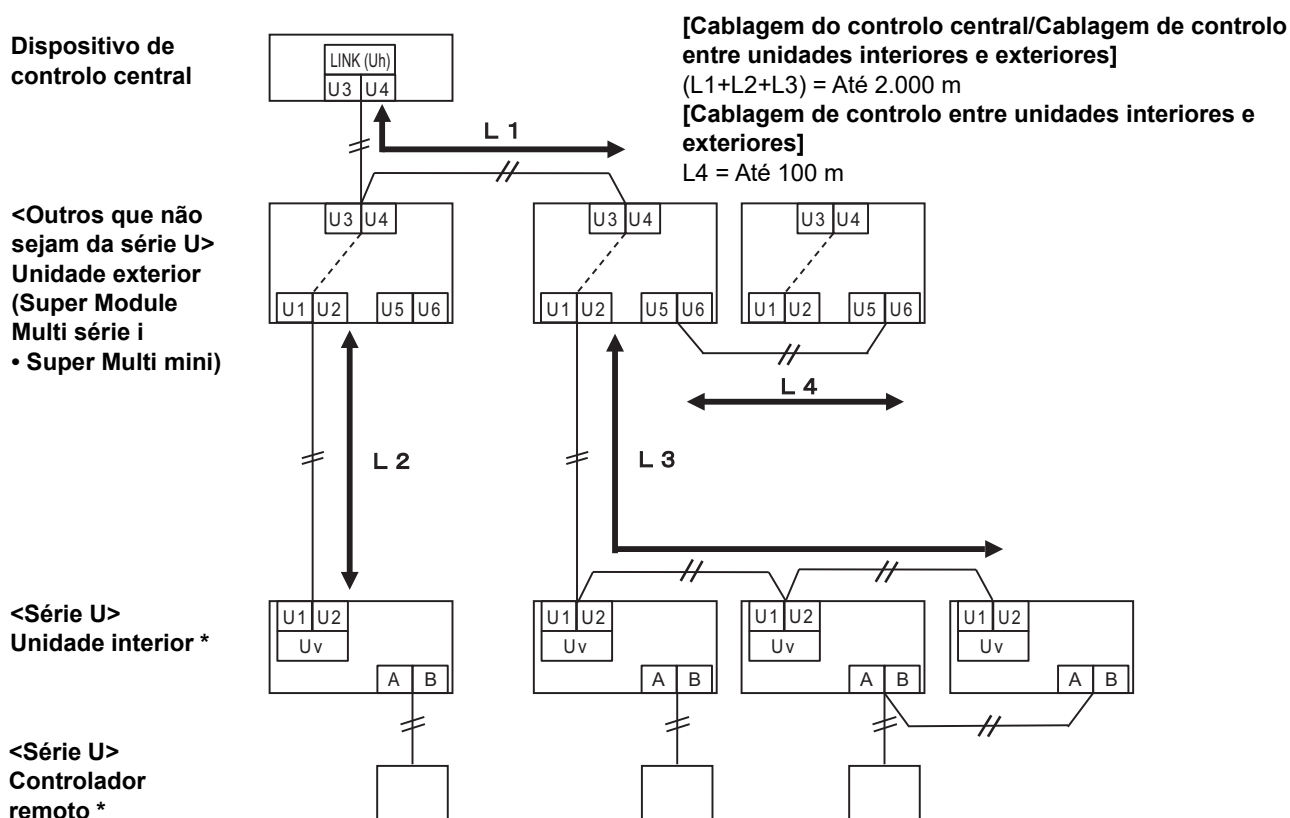 Dispositivo de
controlo central
LINK (Uh)
U3 U4
[Cablagem do controlo central/Cablagem de controlo
entre unidades interiores e exteriores]
(L1+L2+L3) = Até 2.000 m
[Cablagem de controlo entre unidades interiores e
exteriores]
L4 = Até 100 m
L 1
<Outros que não
sejam da série U>
Unidade exterior
(Super Module
Multi série i
• Super Multi mini)
U3 U4
U3 U4
U3 U4
U1 U2 U5 U6
U1 U2 U5 U6
U1 U2 U5 U6
L 4
L 2
L 3
<Série U>
Unidade interior *
U1 U2
Uv
A B
U1 U2
Uv
A B
U1 U2
Uv
A B
U1 U2
Uv
A B
<Série U>
Controlador
remoto *